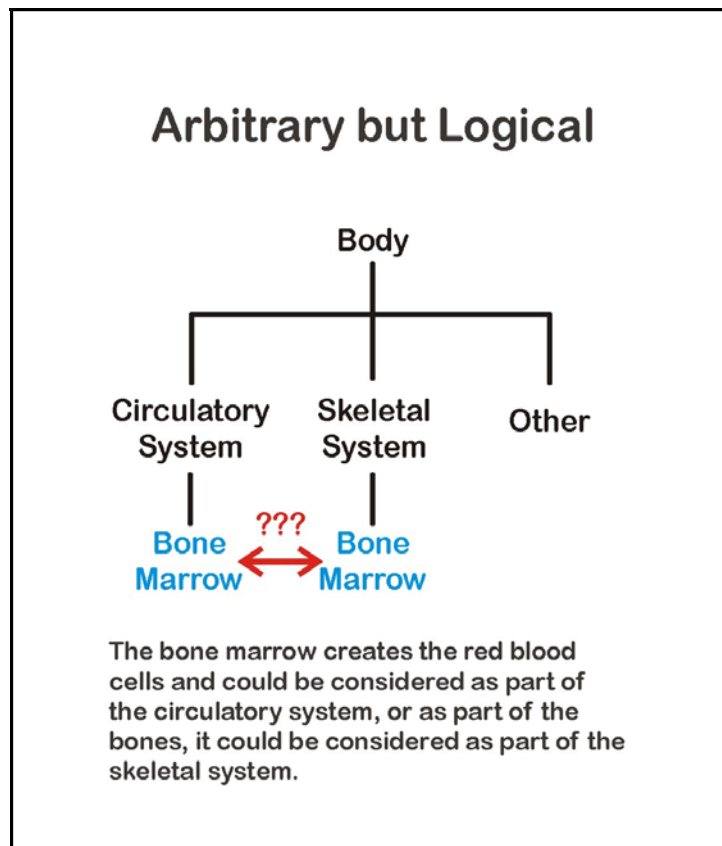 Arbitrary but Logical
Body
Circulatory
System
Skeletal
System
Other
???
Bone
Marrow
Bone
Marrow
The bone marrow creates the red blood
cells and could be considered as part of
the circulatory system, or as part of the
bones, it could be considered as part of the
skeletal system.